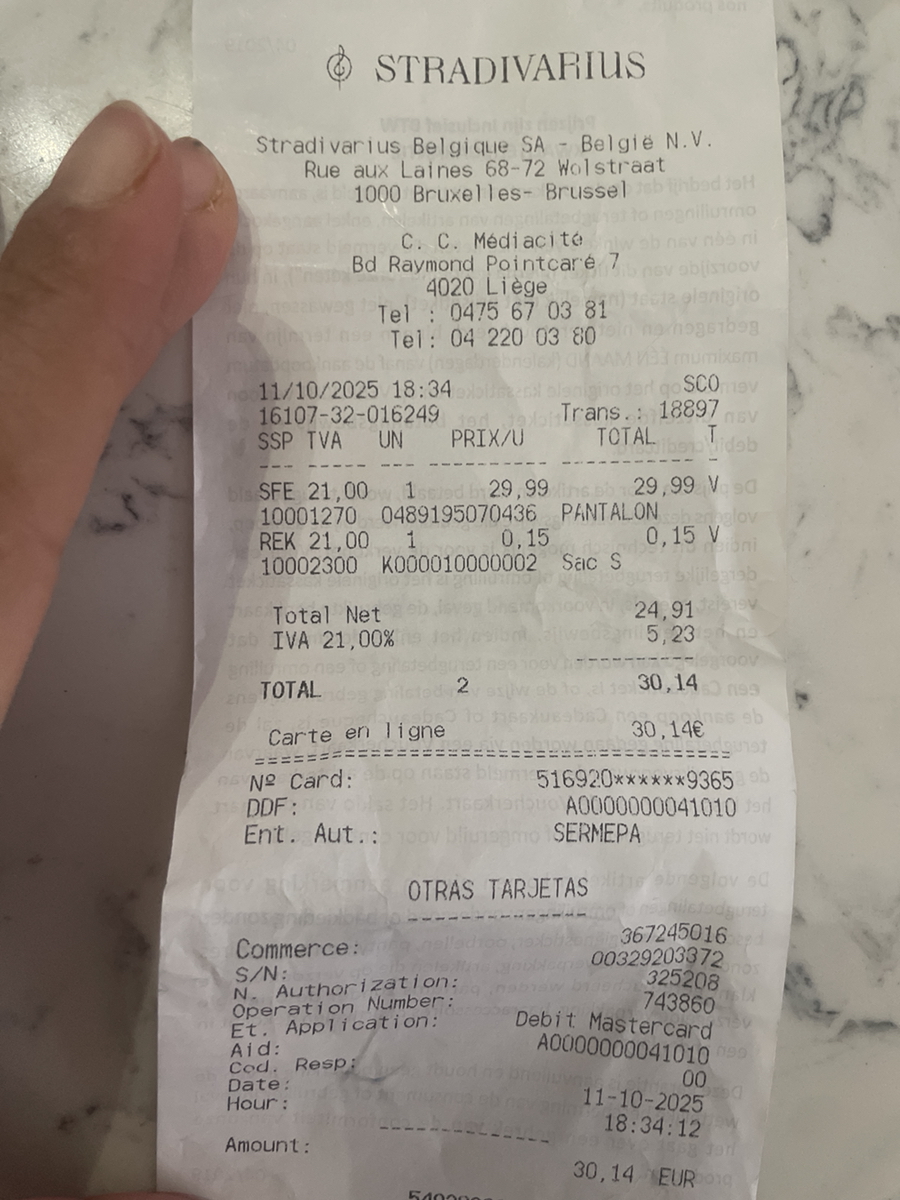 STRADIVARIUS
Stradivarius Belgique SA - België N.V.
Rue aux Laines 68-72 Wolstraat
1000 Bruxelles- Brussel
C. C. Médiacité
Bd Raymond Pointcaré 7
4020 Liège
Tel : 0475 67 03 81
Tel: 04 220 03 80
11/10/2025 18:34 SCO
16107-32-016249 Trans.: 18897
SSP TVA UN PRIX/U TOTAL T
--- ----- --- --------- ---------- -
SFE 21,00 1 29,99 29,99 V
10001270 0489195070436 PANTALON
REK 21,00 1 0,15 0,15 V
10002300 K000010000002 Sac S
Total Net 24,91
IVA 21,00% 5,23
----------
TOTAL 2 30,14
Carte en ligne 30,14€
========================================
Nº Card: 516920******9365
DDF: A0000000041010
Ent. Aut.: SERMEPA
OTRAS TARJETAS
--------------
Commerce: 367245016
S/N: 00329203372
N. Authorization: 325208
Operation Number: 743860
Et. Application: Debit Mastercard
Aid: A0000000041010
Cod. Resp: 00
Date: 11-10-2025
Hour: 18:34:12
--------------
Amount: 30,14 EUR